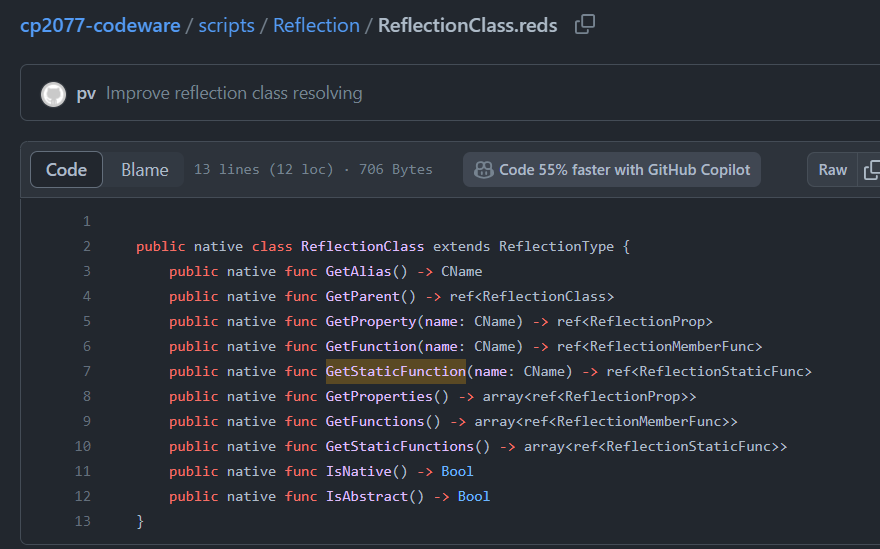 cp2077-codeware / scripts / Reflection / ReflectionClass.reds
pv Improve reflection class resolving
Code Blame 13 lines (12 loc) · 706 Bytes Code 55% faster with GitHub Copilot Raw
1
2 public native class ReflectionClass extends ReflectionType {
3 public native func GetAlias() -> CName
4 public native func GetParent() -> ref<ReflectionClass>
5 public native func GetProperty(name: CName) -> ref<ReflectionProp>
6 public native func GetFunction(name: CName) -> ref<ReflectionMemberFunc>
7 public native func GetStaticFunction(name: CName) -> ref<ReflectionStaticFunc>
8 public native func GetProperties() -> array<ref<ReflectionProp>>
9 public native func GetFunctions() -> array<ref<ReflectionMemberFunc>>
10 public native func GetStaticFunctions() -> array<ref<ReflectionStaticFunc>>
11 public native func IsNative() -> Bool
12 public native func IsAbstract() -> Bool
13 }